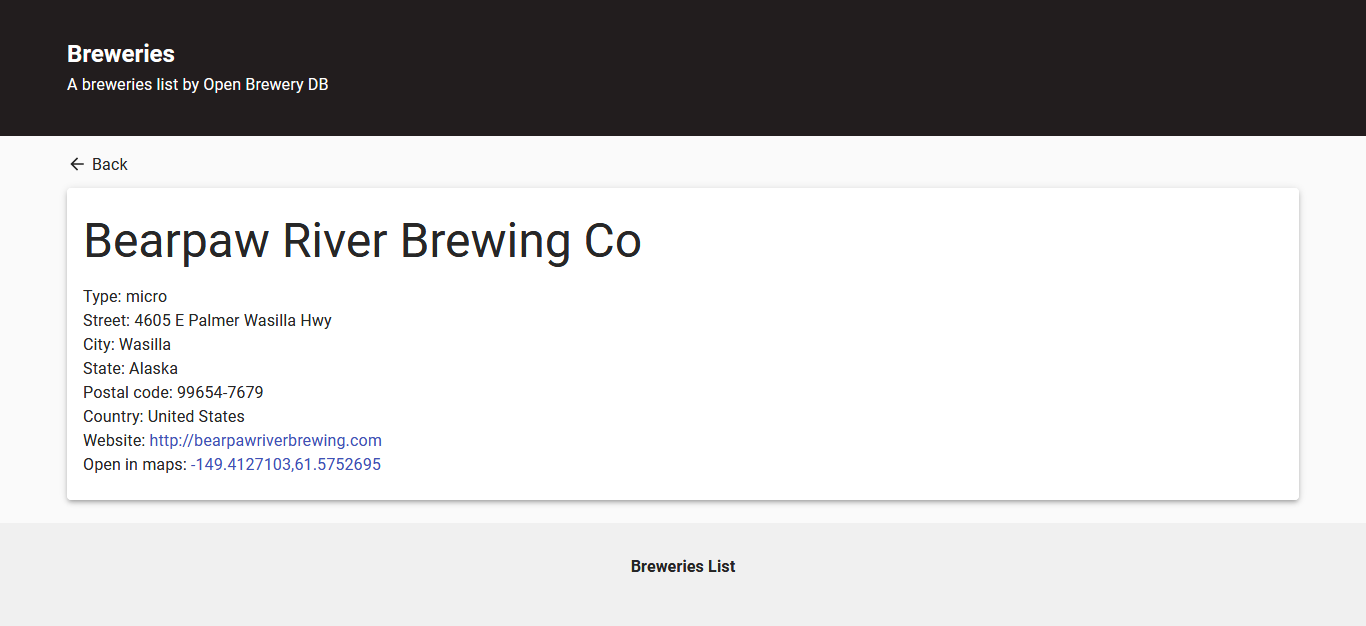 Breweries
A breweries list by Open Brewery DB
Back
Bearpaw River Brewing Co
Type: micro
Street: 4605 E Palmer Wasilla Hwy
City: Wasilla
State: Alaska
Postal code: 99654-7679
Country: United States
Website: http://bearpawriverbrewing.com
Open in maps: -149.4127103,61.5752695
Breweries List